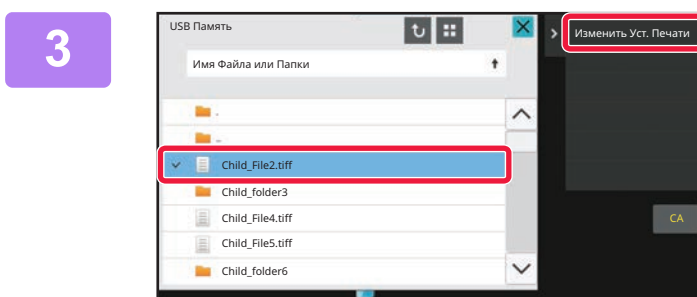 3
USB Память
Изменить Уст. Печати
Имя Файла или Папки
.
..
Child_File2.tiff
Child_folder3
Child_File4.tiff
Child_File5.tiff
Child_folder6
CA